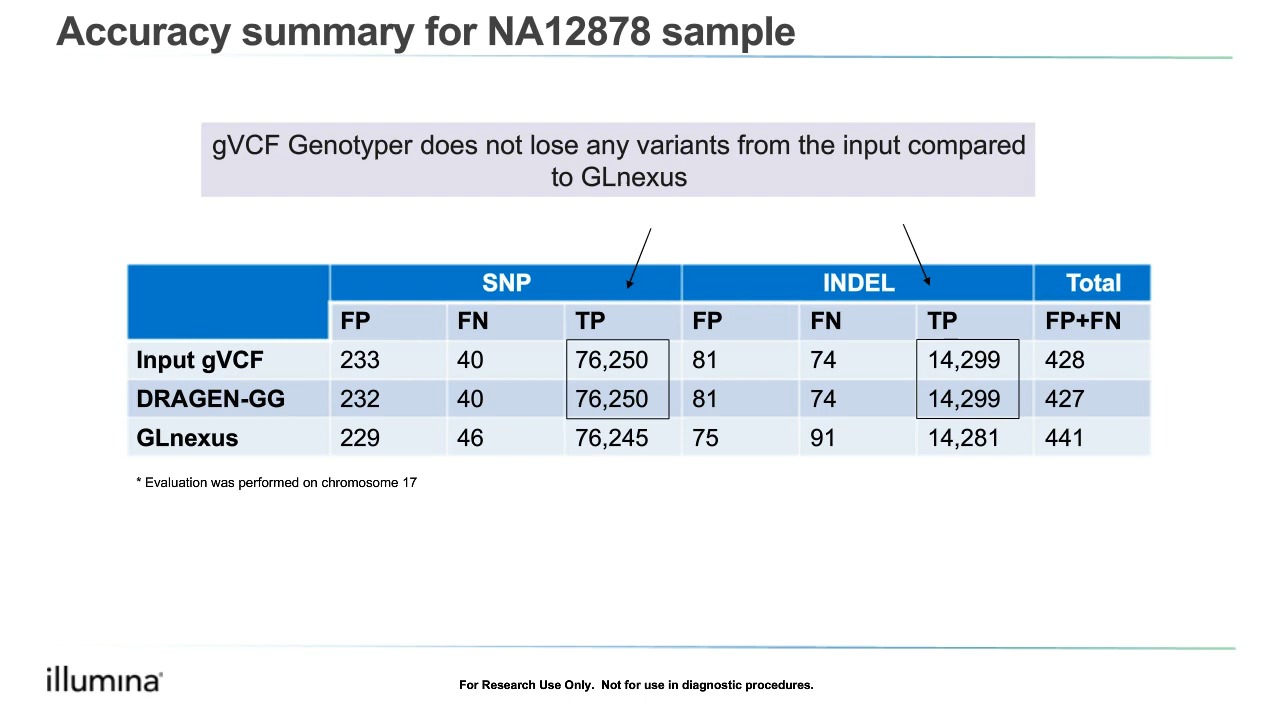 Accuracy summary for NA12878 sample
gVCF Genotyper does not lose any variants from the input compared
to GLnexus
SNP INDEL Total
FP FN TP FP FN TP FP+FN
Input gVCF 233 40 76,250 81 74 14,299 428
DRAGEN-GG 232 40 76,250 81 74 14,299 427
GLnexus 229 46 76,245 75 91 14,281 441
* Evaluation was performed on chromosome 17
illumina®
For Research Use Only. Not for use in diagnostic procedures.